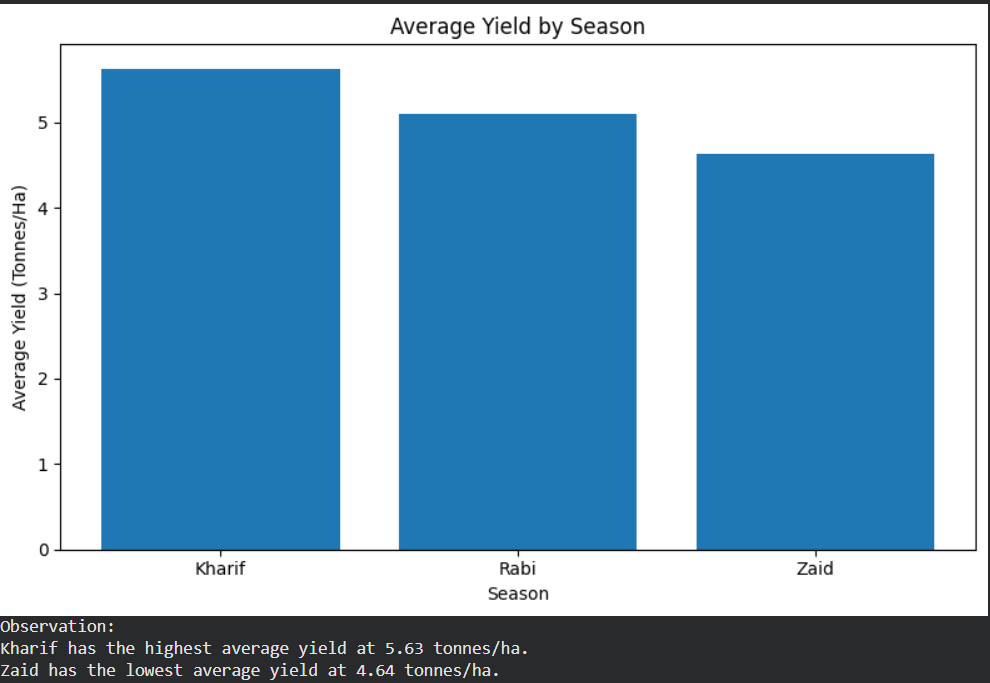 Average Yield by Season
Average Yield (Tonnes/Ha)
5
4
3
2
1
0
Kharif Rabi Zaid
Season
Observation:
Kharif has the highest average yield at 5.63 tonnes/ha.
Zaid has the lowest average yield at 4.64 tonnes/ha.